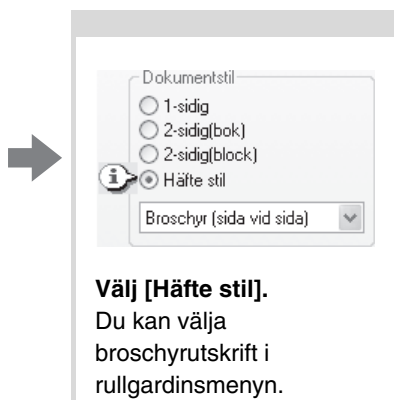 Dokumentstil
1-sidig
2-sidig(bok)
2-sidig(block)
Häfte stil
Broschyr (sida vid sida)
Välj [Häfte stil].
Du kan välja
broschyrutskrift i
rullgardinsmenyn.